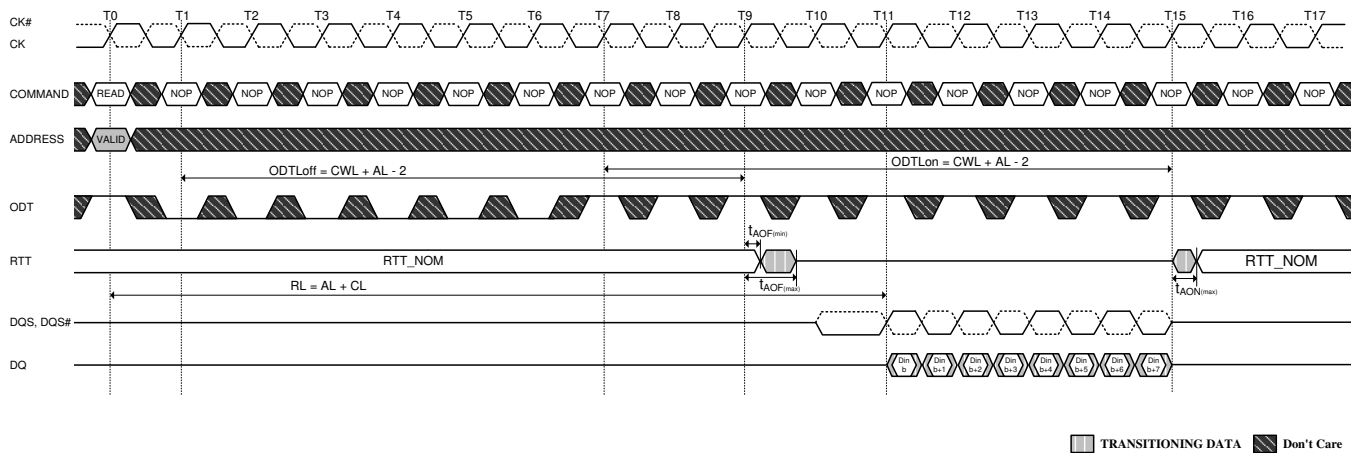 T0 T1 T2 T3 T4 T5 T6 T7 T8 T9 T10 T11 T12 T13 T14 T15 T16 T17
CK#
CK
COMMAND READ NOP NOP NOP NOP NOP NOP NOP NOP NOP NOP NOP NOP NOP NOP NOP NOP NOP
ADDRESS VALID
ODTLoff = CWL + AL - 2 ODTLon = CWL + AL - 2
ODT
tAOF(min)
RTT RTT_NOM RTT_NOM
tAOF(max) tAON(max)
RL = AL + CL
DQS, DQS#
DQ Din b Din b+1 Din b+2 Din b+3 Din b+4 Din b+5 Din b+6 Din b+7
TRANSITIONING DATA Don't Care